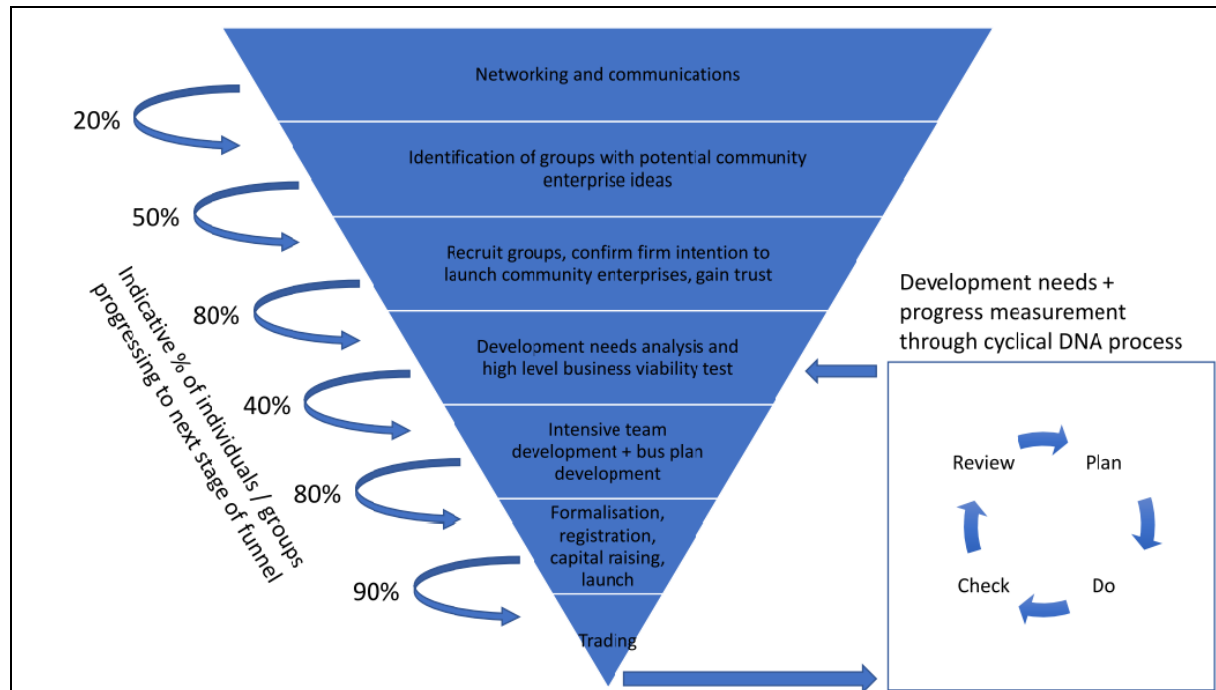 Networking and communications
20%
Identification of groups with potential community
enterprise ideas
50%
Recruit groups, confirm firm intention to
launch community enterprises, gain trust
80%
Development needs analysis and
high level business viability test
40%
Intensive team
development + bus plan
development
80%
Formalisation,
registration,
capital raising,
launch
90%
Trading
Indicative % of individuals / groups
progressing to next stage of funnel
Development needs +
progress measurement
through cyclical DNA process
Review
Plan
Check
Do